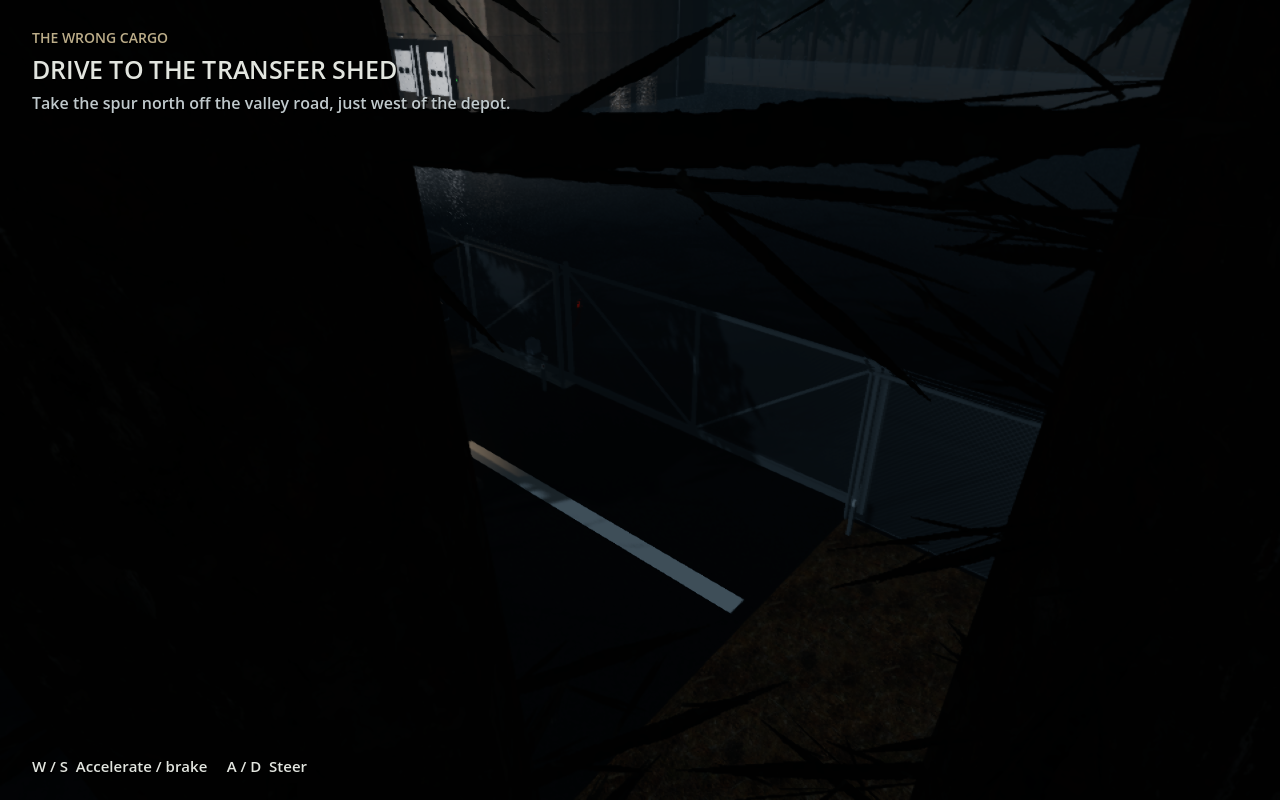 THE WRONG CARGO
DRIVE TO THE TRANSFER SHED
Take the spur north off the valley road, just west of the depot.
W / S Accelerate / brake A / D Steer